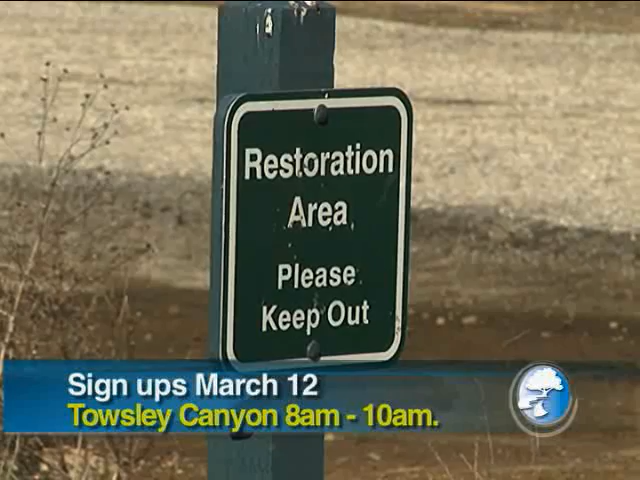 Restoration
Area
Please
Keep Out
Sign ups March 12
Towsley Canyon 8am - 10am.